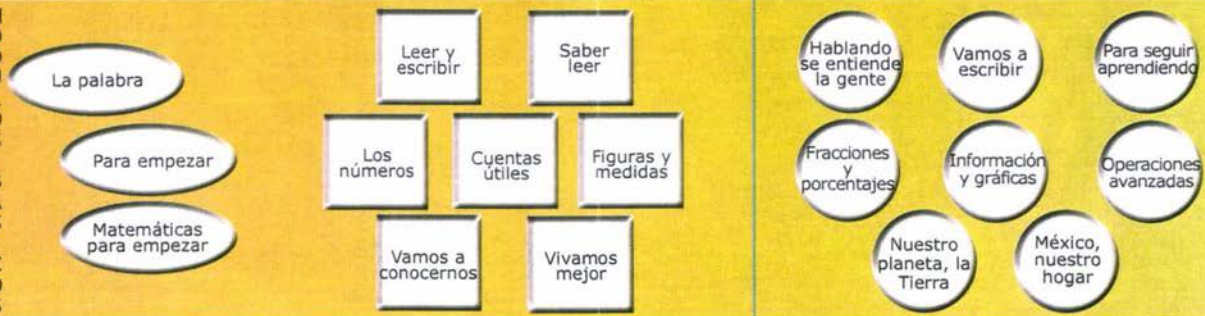 La palabra
Para empezar
Matemáticas
para empezar
Leer y
escribir
Saber
leer
Los
números
Cuentas
útiles
Figuras y
medidas
Vamos a
conocernos
Vivamos
mejor
Hablando
se entiende
la gente
Vamos a
escribir
Para seguir
aprendiendo
Fracciones
y
porcentajes
Información
y gráficas
Operaciones
avanzadas
Nuestro
planeta, la
Tierra
México,
nuestro
hogar